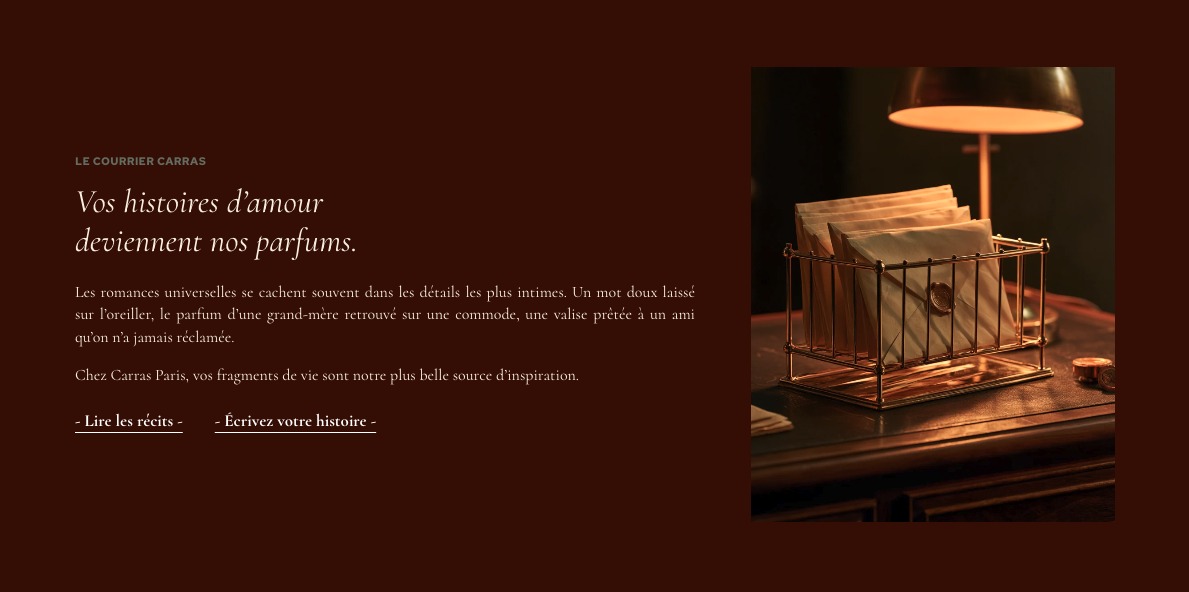 LE COURRIER CARRAS
Vos histoires d’amour
deviennent nos parfums.
Les romances universelles se cachent souvent dans les détails les plus intimes. Un mot doux laissé
sur l’oreiller, le parfum d’une grand-mère retrouvé sur une commode, une valise prêtée à un ami
qu’on n’a jamais réclamée.
Chez Carras Paris, vos fragments de vie sont notre plus belle source d’inspiration.
- Lire les récits -
- Écrivez votre histoire -